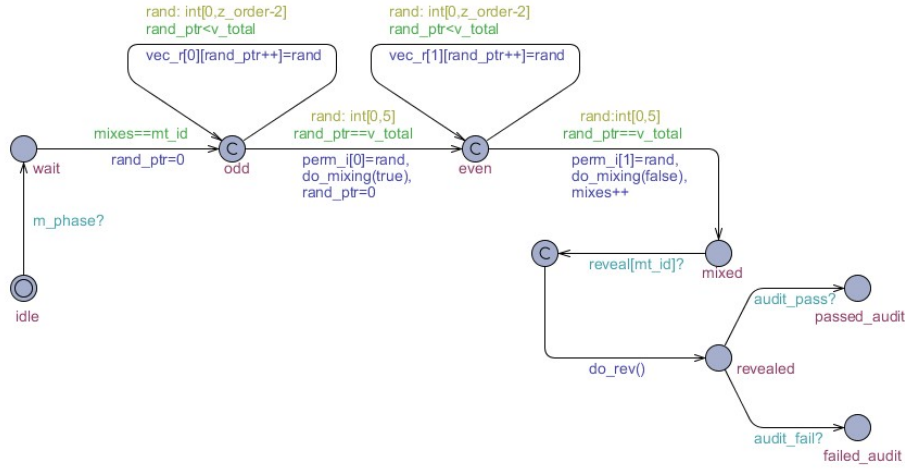 rand: int[0,z_order-2]
rand_ptr<v_total
vec_r[0][rand_ptr++]=rand
rand: int[0,z_order-2]
rand_ptr<v_total
vec_r[1][rand_ptr++]=rand
mixes==mt_id
rand_ptr=0
wait
C
odd
rand: int[0,5]
rand_ptr==v_total
perm_i[0]=rand,
do_mixing(true),
rand_ptr=0
C
even
rand:int[0,5]
rand_ptr==v_total
perm_i[1]=rand,
do_mixing(false),
mixes++
m_phase?
idle
C
reveal[mt_id]?
mixed
do_rev()
revealed
audit_pass?
passed_audit
audit_fail?
failed_audit